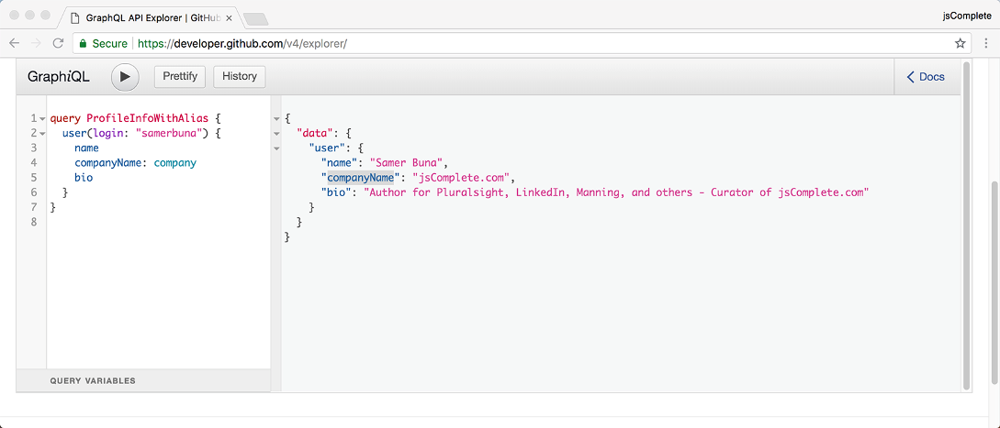 GraphQL API Explorer | GitHub
jsComplete
Secure https://developer.github.com/v4/explorer/
GraphiQL Prettify History Docs
1 query ProfileInfoWithAlias {
2 user(login: "samerbuna") {
3 name
4 companyName: company
5 bio
6 }
7 }
8
{
"data": {
"user": {
"name": "Samer Buna",
"companyName": "jsComplete.com",
"bio": "Author for Pluralsight, LinkedIn, Manning, and others - Curator of jsComplete.com"
}
}
}
QUERY VARIABLES